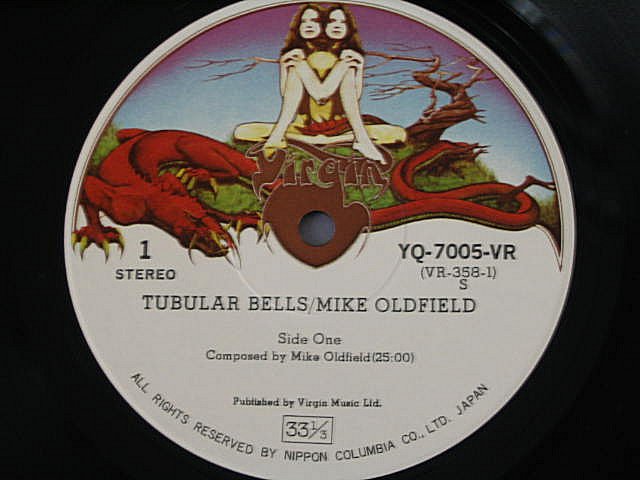 Virgin
1
STEREO
YQ-7005-VR
(VR-358-1)
S
TUBULAR BELLS/MIKE OLDFIELD
Side One
Composed by Mike Oldfield(25:00)
Published by Virgin Music Ltd.
33⅓
ALL RIGHTS RESERVED BY NIPPON COLUMBIA CO., LTD. JAPAN